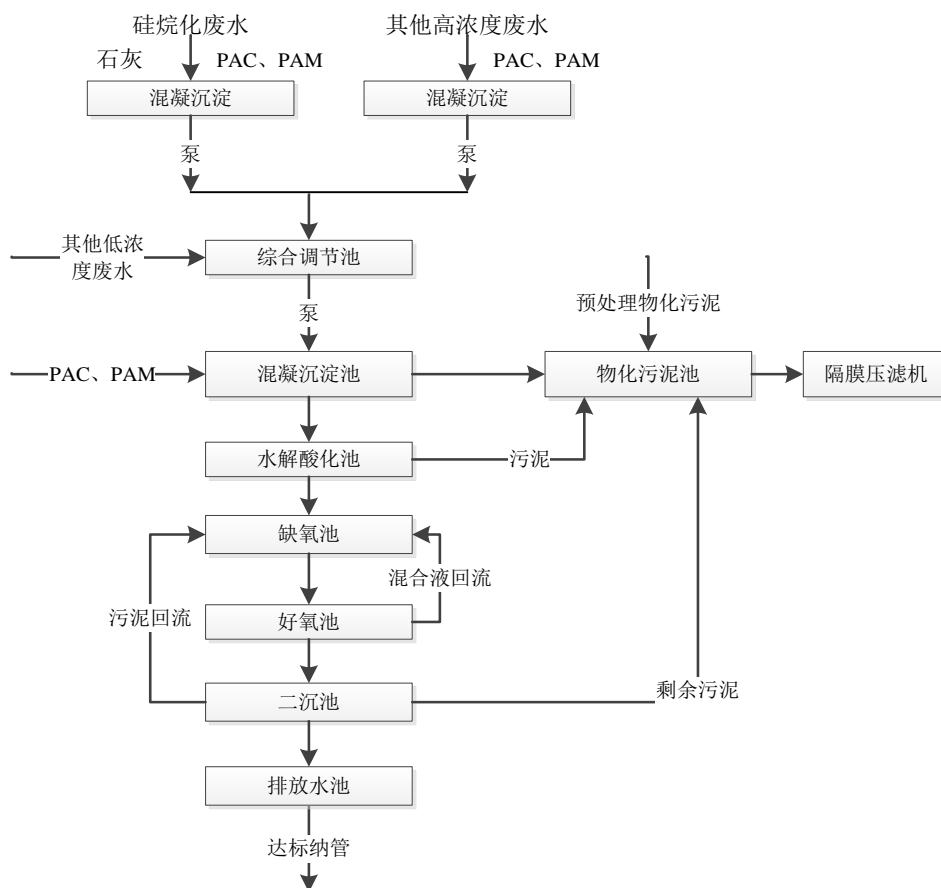 硅烷化废水
其他高浓度废水
石灰
PAC、PAM
PAC、PAM
混凝沉淀
混凝沉淀
泵
泵
其他低浓
度废水
综合调节池
预处理物化污泥
泵
PAC、PAM
混凝沉淀池
物化污泥池
隔膜压滤机
水解酸化池
污泥
缺氧池
混合液回流
污泥回流
好氧池
二沉池
剩余污泥
排放水池
达标纳管